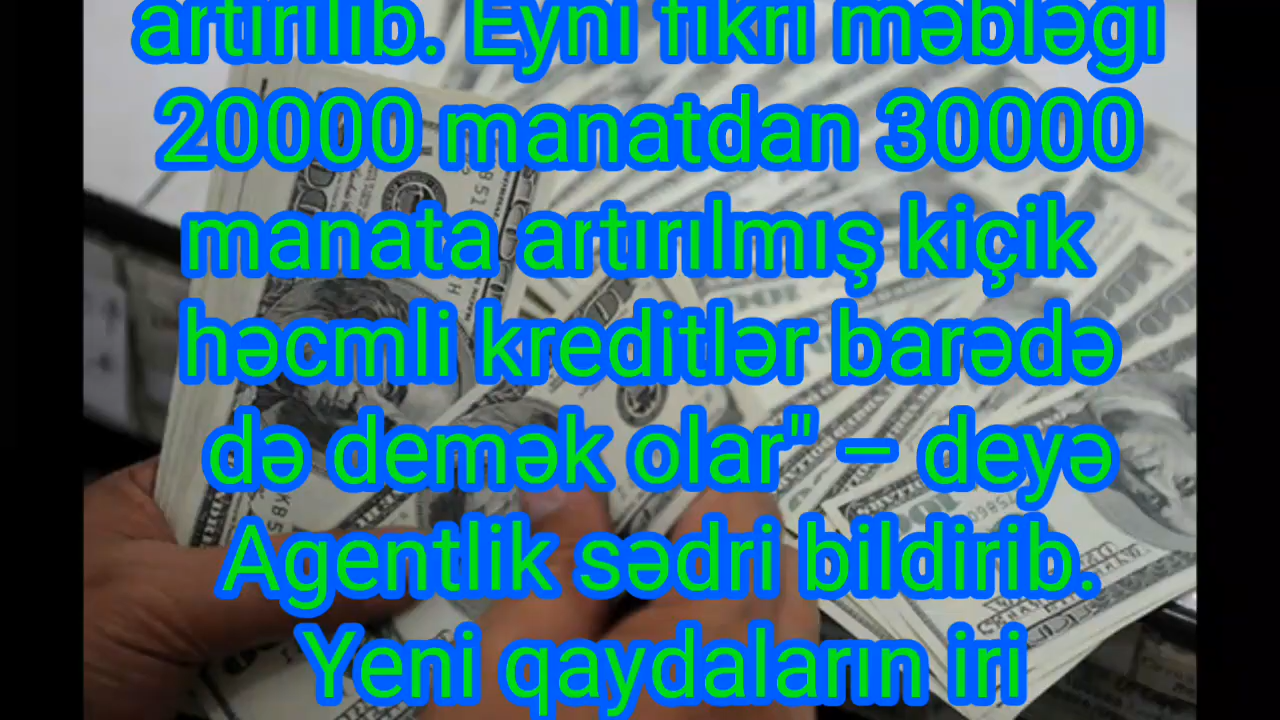 artırılıb. Eyni fikri məbləği
20000 manatdan 30000
manata artırılmış kiçik
həcmli kreditlər barədə
də demək olar" – deyə
Agentlik sədri bildirib.
Yeni qaydaların iri